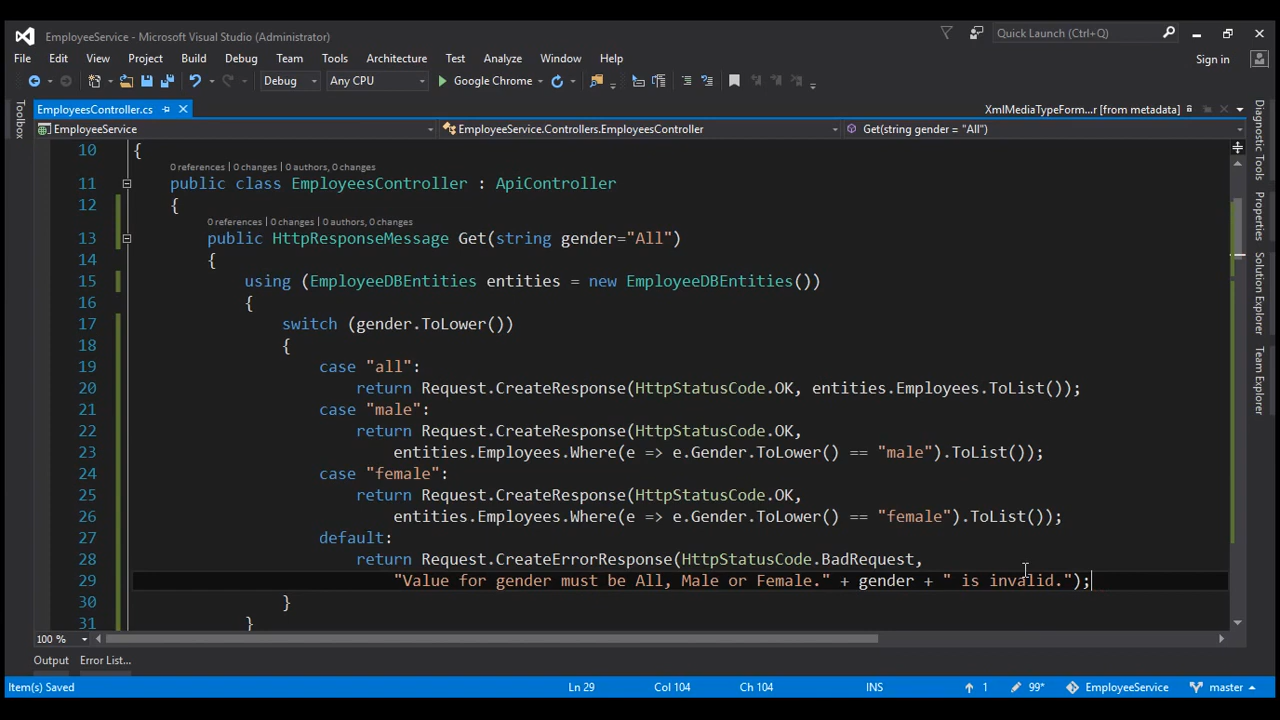 EmployeeService - Microsoft Visual Studio (Administrator)
Quick Launch (Ctrl+Q)
File Edit View Project Build Debug Team Tools Architecture Test Analyze Window Help
Sign in
Debug Any CPU Google Chrome
EmployeesController.cs
XmlMediaTypeForm...r [from metadata]
EmployeeService
EmployeeService.Controllers.EmployeesController
Get(string gender = "All")
Toolbox
Diagnostic Tools
Properties
Solution Explorer
Team Explorer
10 {
0 references | 0 changes | 0 authors, 0 changes
11 public class EmployeesController : ApiController
12 {
0 references | 0 changes | 0 authors, 0 changes
13 public HttpResponseMessage Get(string gender="All")
14 {
15 using (EmployeeDBEntities entities = new EmployeeDBEntities())
16 {
17 switch (gender.ToLower())
18 {
19 case "all":
20 return Request.CreateResponse(HttpStatusCode.OK, entities.Employees.ToList());
21 case "male":
22 return Request.CreateResponse(HttpStatusCode.OK,
23 entities.Employees.Where(e => e.Gender.ToLower() == "male").ToList());
24 case "female":
25 return Request.CreateResponse(HttpStatusCode.OK,
26 entities.Employees.Where(e => e.Gender.ToLower() == "female").ToList());
27 default:
28 return Request.CreateErrorResponse(HttpStatusCode.BadRequest,
29 "Value for gender must be All, Male or Female." + gender + " is invalid.");
30 }
31 }
100 %
Output Error List...
Item(s) Saved Ln 29 Col 104 Ch 104 INS 1 99* EmployeeService master